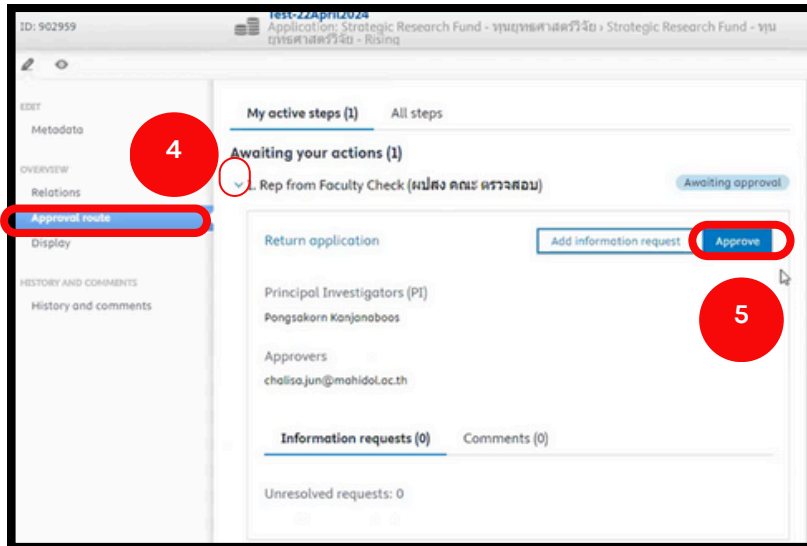 Test-22April2024
ID: 902959
Application: Strategic Research Fund - ทุนยุทธศาสตร์วิจัย › Strategic Research Fund - ทุน
ยุทธศาสตร์วิจัย - Rising
EDIT
Metadata
My active steps (1)
All steps
4
Awaiting your actions (1)
OVERVIEW
Relations
1. Rep from Faculty Check (ผปสง คณะ ตรวจสอบ)
Awaiting approval
Approval route
Display
Return application
Add information request
Approve
HISTORY AND COMMENTS
History and comments
Principal Investigators (PI)
Pongsakorn Kanjanaboos
5
Approvers
chalisa.jun@mahidol.ac.th
Information requests (0)
Comments (0)
Unresolved requests: 0